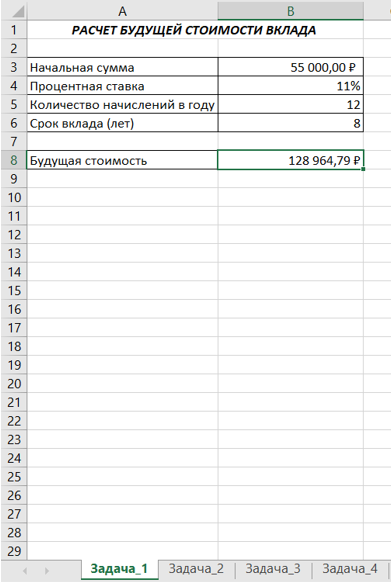 A B
1 РАСЧЕТ БУДУЩЕЙ СТОИМОСТИ ВКЛАДА
2
3 Начальная сумма 55 000,00 ₽
4 Процентная ставка 11%
5 Количество начислений в году 12
6 Срок вклада (лет) 8
7
8 Будущая стоимость 128 964,79 ₽
9
10
11
12
13
14
15
16
17
18
19
20
21
22
23
24
25
26
27
28
29
Задача_1 Задача_2 Задача_3 Задача_4